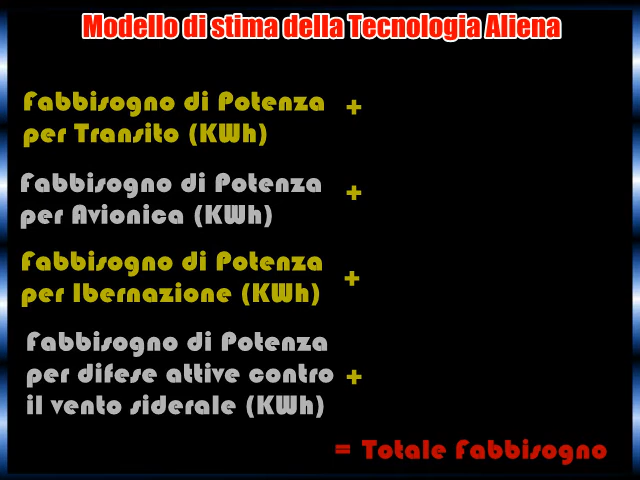 Modello di stima della Tecnologia Aliena
Fabbisogno di Potenza +
per Transito (KWh)
Fabbisogno di Potenza +
per Avionica (KWh)
Fabbisogno di Potenza +
per Ibernazione (KWh)
Fabbisogno di Potenza
per difese attive contro +
il vento siderale (KWh)
= Totale Fabbisogno